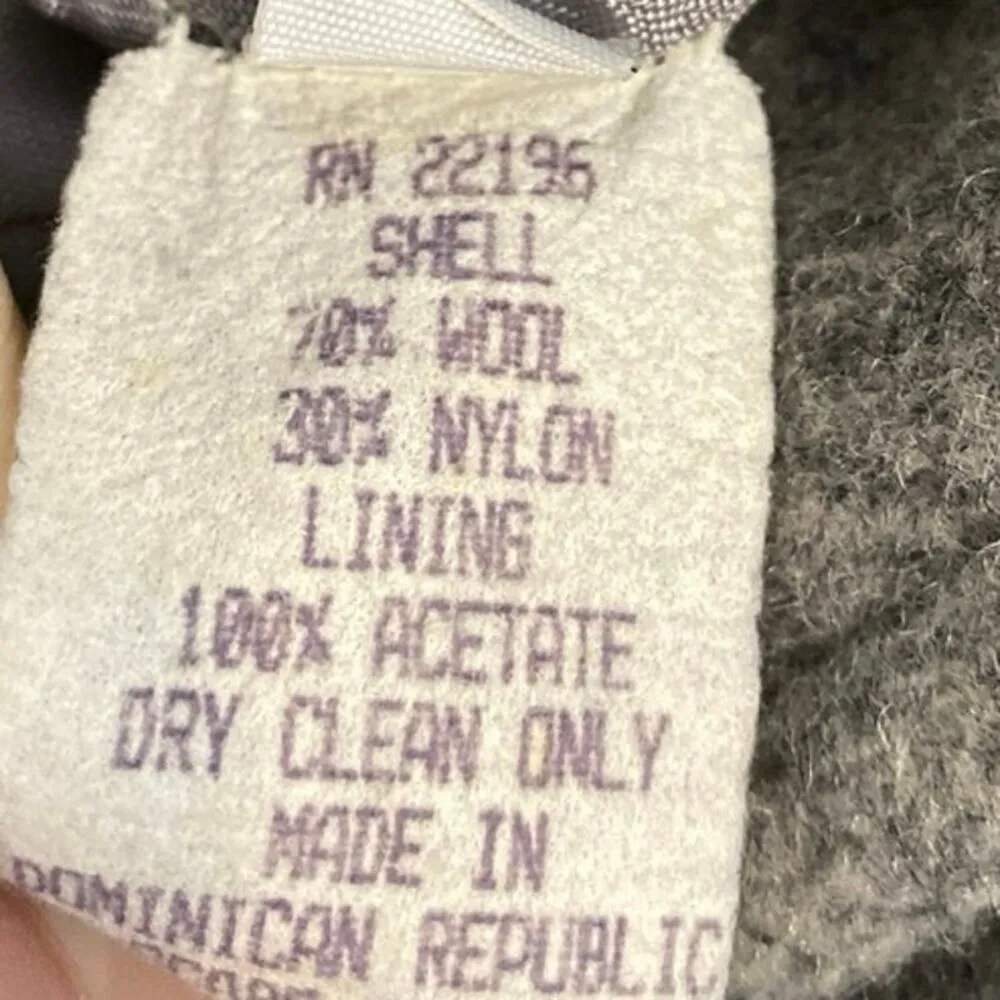 RN 22196
SHELL
70% WOOL
30% NYLON
LINING
100% ACETATE
DRY CLEAN ONLY
MADE IN
DOMINICAN REPUBLIC